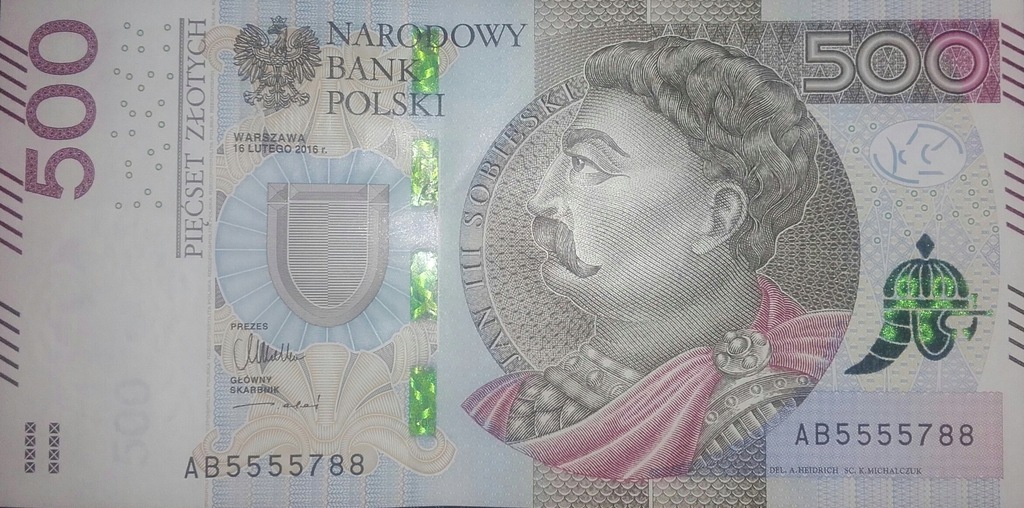 500
PIĘĆSET ZŁOTYCH
NARODOWY
BANK
POLSKI
WARSZAWA
16 LUTEGO 2016 r.
PREZES
GŁÓWNY
SKARBNIK
AB5555788
JAN III SOBIESKI
500
AB5555788
DEL. A.HEIDRICH SC. K.MICHALCZUK
500